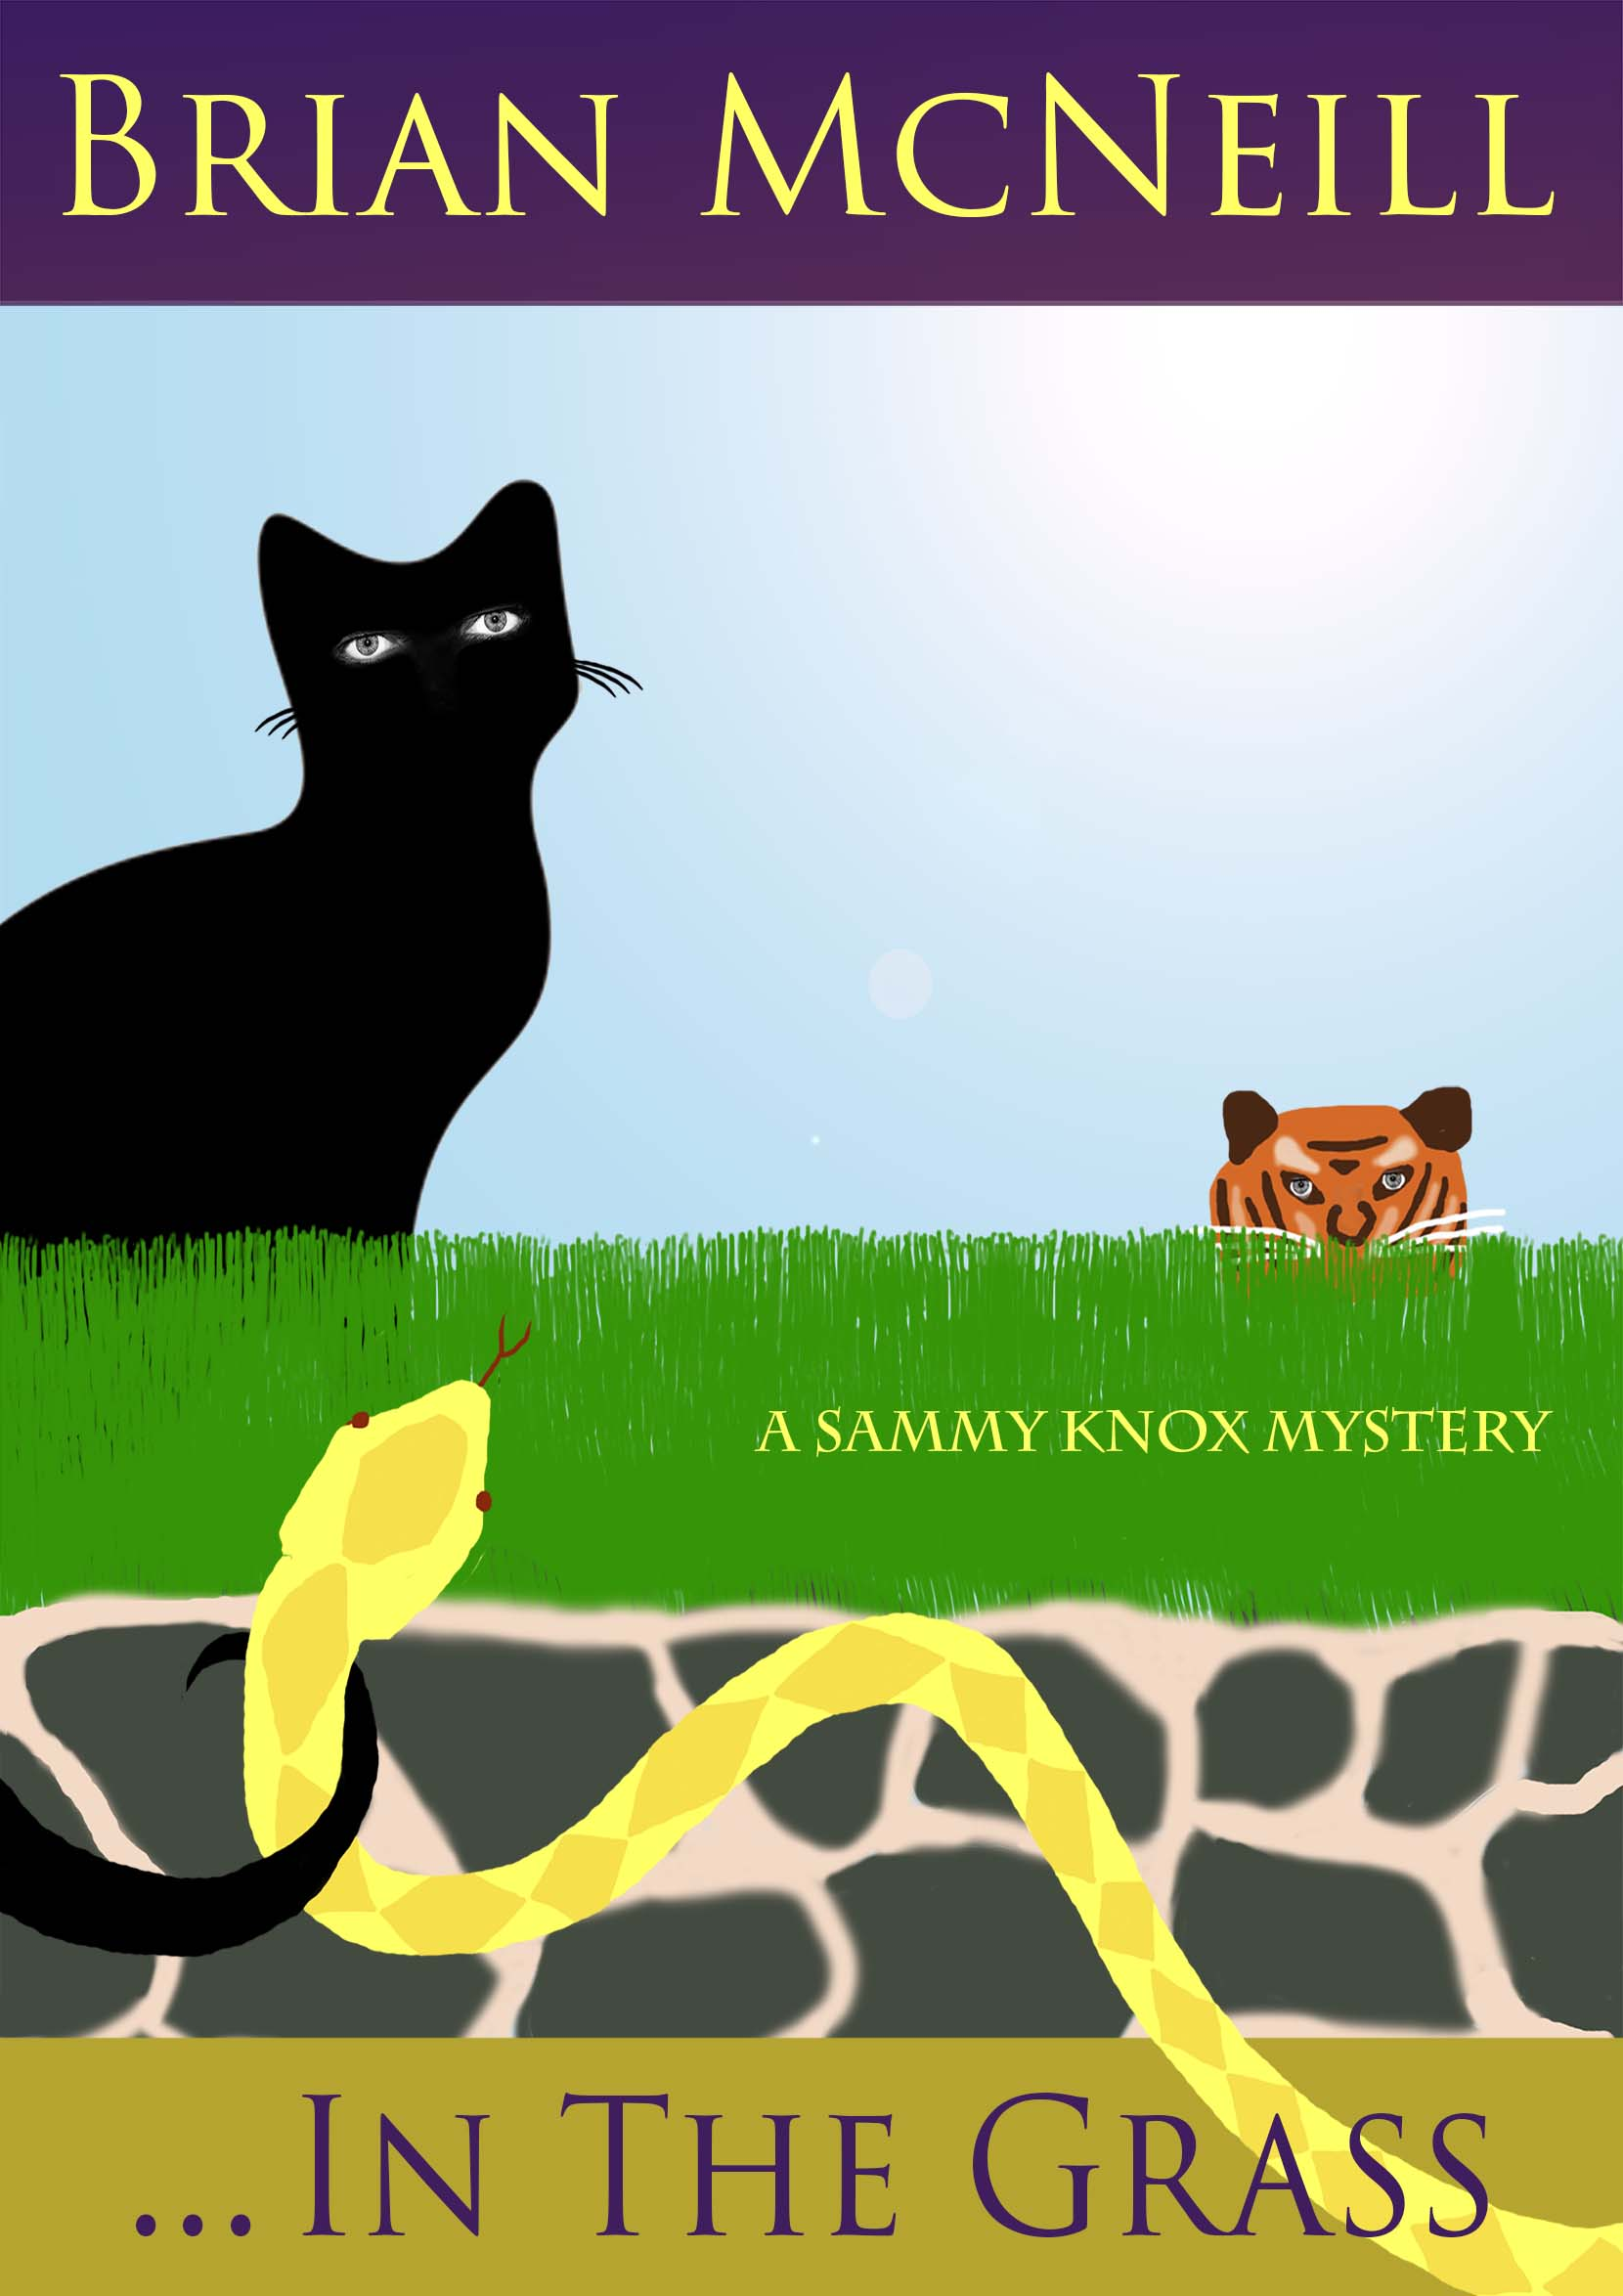 Brian McNeill
A SAMMY KNOX MYSTERY
...In The Grass